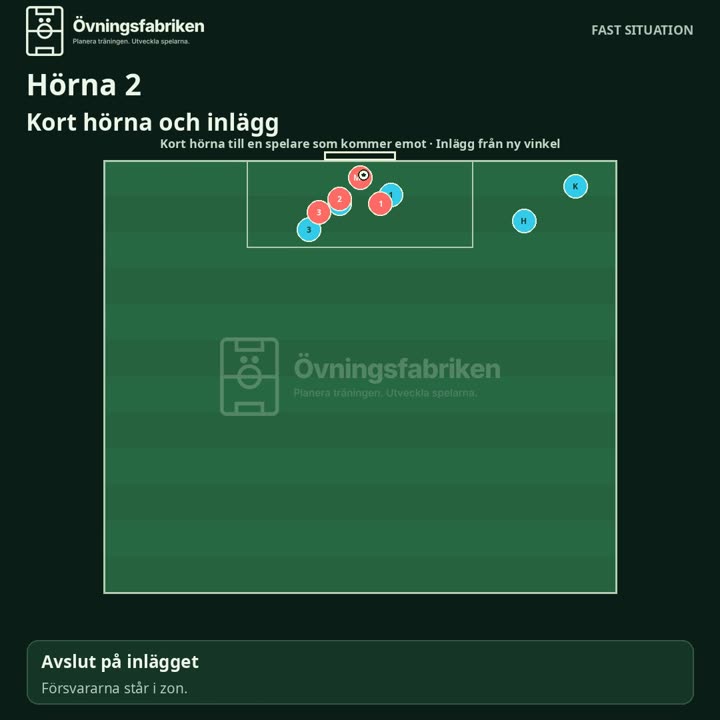 Övningsfabriken
Planera träningen. Utveckla spelarna.
FAST SITUATION
Hörna 2
Kort hörna och inlägg
Kort hörna till en spelare som kommer emot · Inlägg från ny vinkel
K
2
1
3
H
3
Övningsfabriken
Planera träningen. Utveckla spelarna.
Avslut på inlägget
Försvararna står i zon.